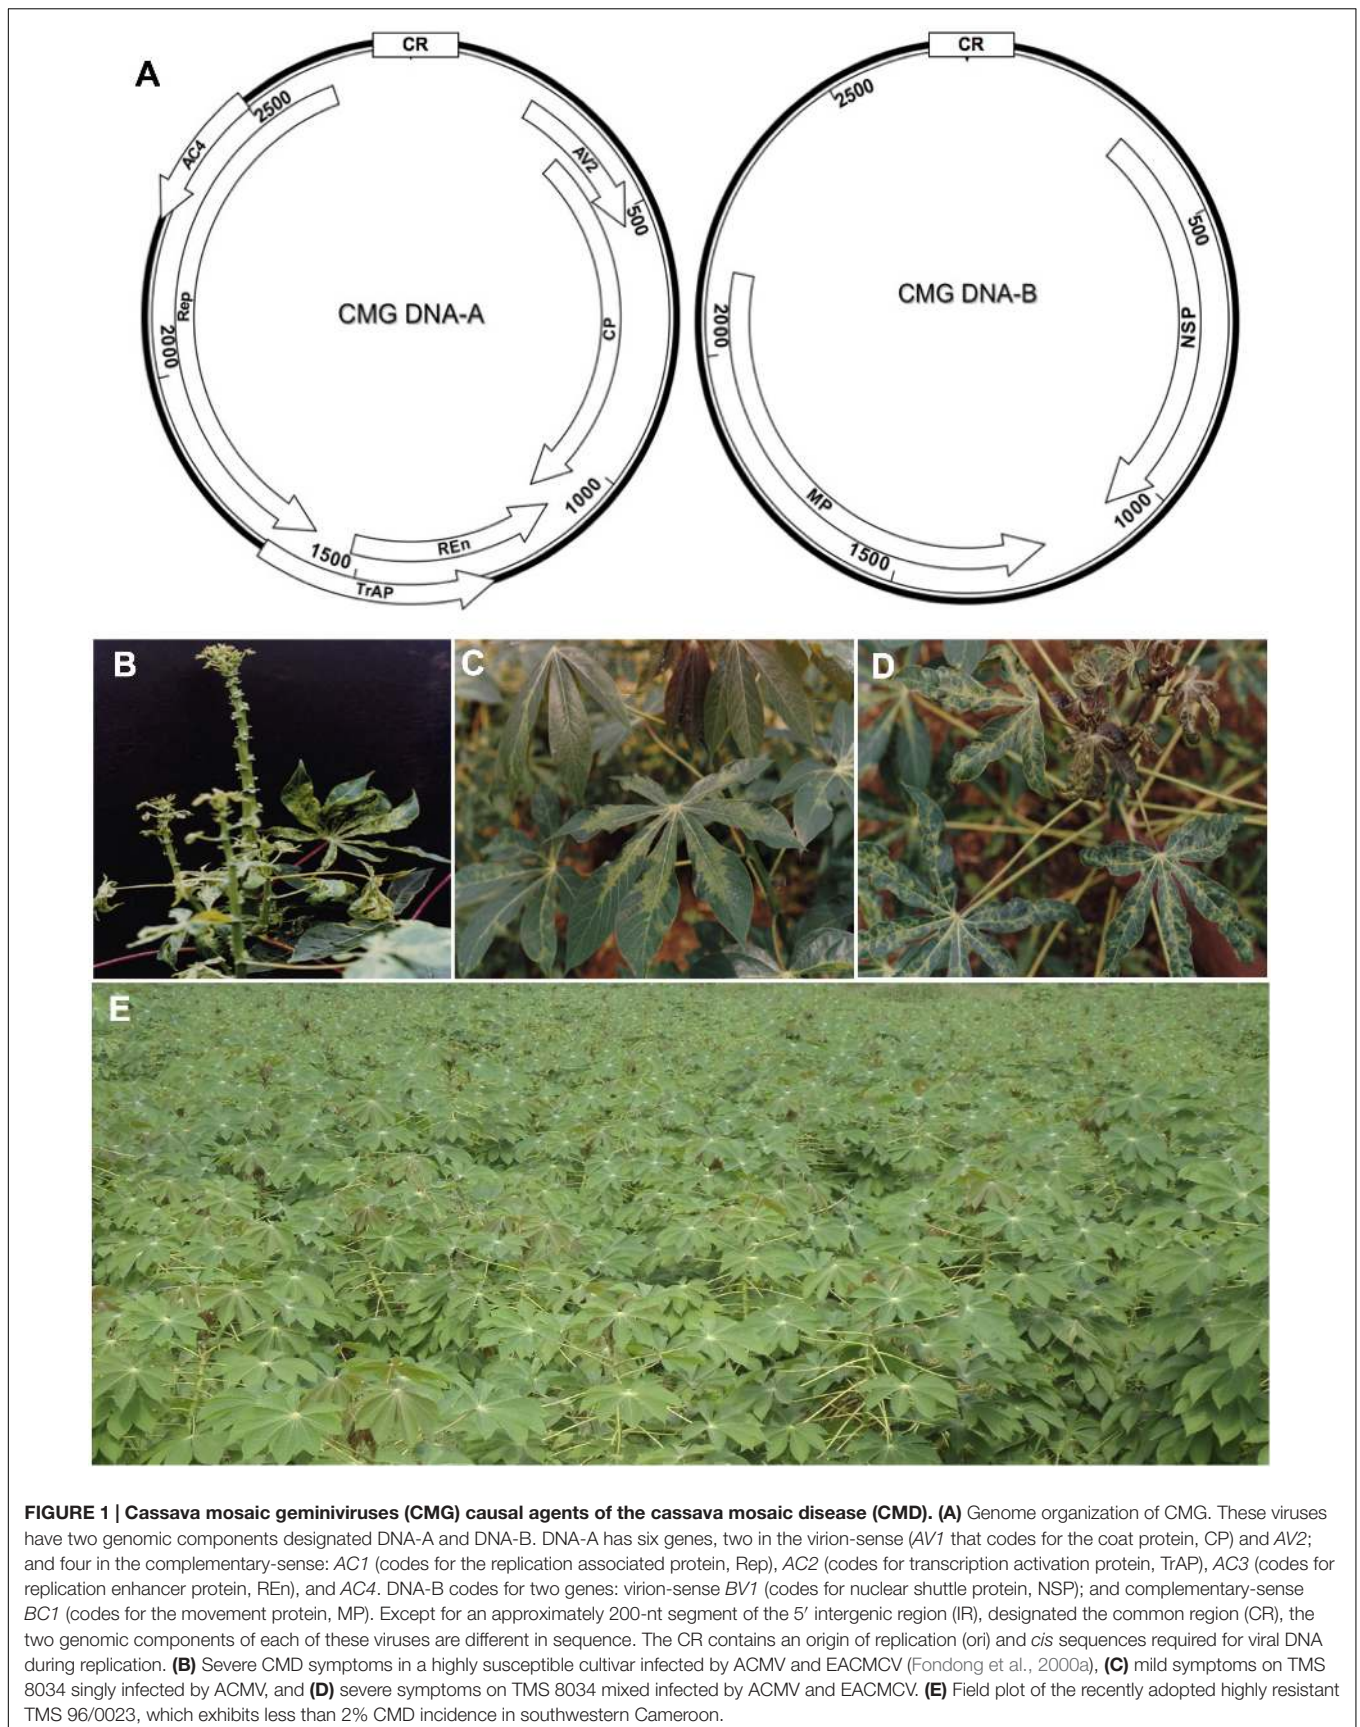 A
CR
2500
AC4
AV2
500
Rep
CMG DNA-A
CP
2000
1000
1500
REn
TrAP
CR
2500
500
CMG DNA-B
2000
NSP
MP
1000
1500
B
C
D
E
FIGURE 1 | Cassava mosaic geminiviruses (CMG) causal agents of the cassava mosaic disease (CMD). (A) Genome organization of CMG. These viruses
have two genomic components designated DNA-A and DNA-B. DNA-A has six genes, two in the virion-sense (AV1 that codes for the coat protein, CP) and AV2;
and four in the complementary-sense: AC1 (codes for the replication associated protein, Rep), AC2 (codes for transcription activation protein, TrAP), AC3 (codes for
replication enhancer protein, REn), and AC4. DNA-B codes for two genes: virion-sense BV1 (codes for nuclear shuttle protein, NSP); and complementary-sense
BC1 (codes for the movement protein, MP). Except for an approximately 200-nt segment of the 5′ intergenic region (IR), designated the common region (CR), the
two genomic components of each of these viruses are different in sequence. The CR contains an origin of replication (ori) and cis sequences required for viral DNA
during replication. (B) Severe CMD symptoms in a highly susceptible cultivar infected by ACMV and EACMCV (Fondong et al., 2000a), (C) mild symptoms on TMS
8034 singly infected by ACMV, and (D) severe symptoms on TMS 8034 mixed infected by ACMV and EACMCV. (E) Field plot of the recently adopted highly resistant
TMS 96/0023, which exhibits less than 2% CMD incidence in southwestern Cameroon.